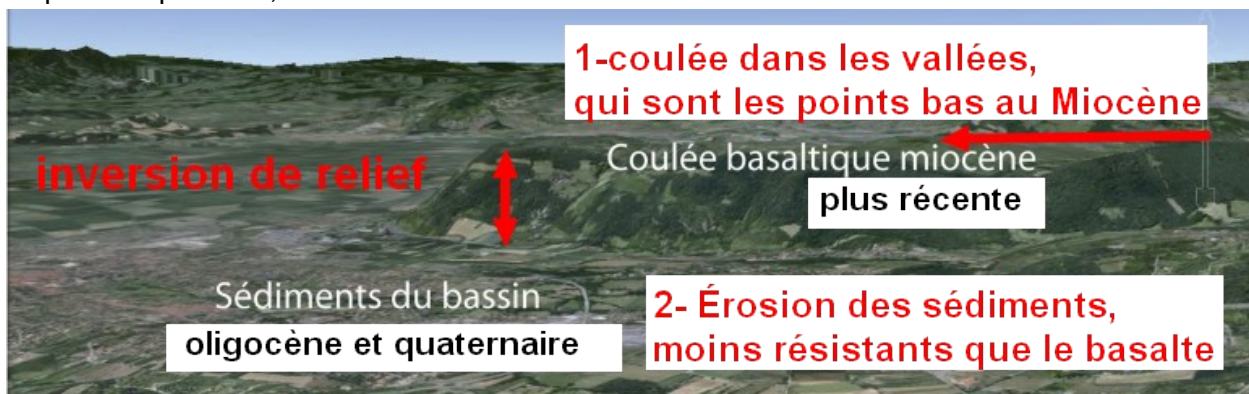 1-coulée dans les vallées,
qui sont les points bas au Miocène
inversion de relief
Coulée basaltique miocène
plus récente
Sédiments du bassin
oligocène et quaternaire
2- Érosion des sédiments,
moins résistants que le basalte